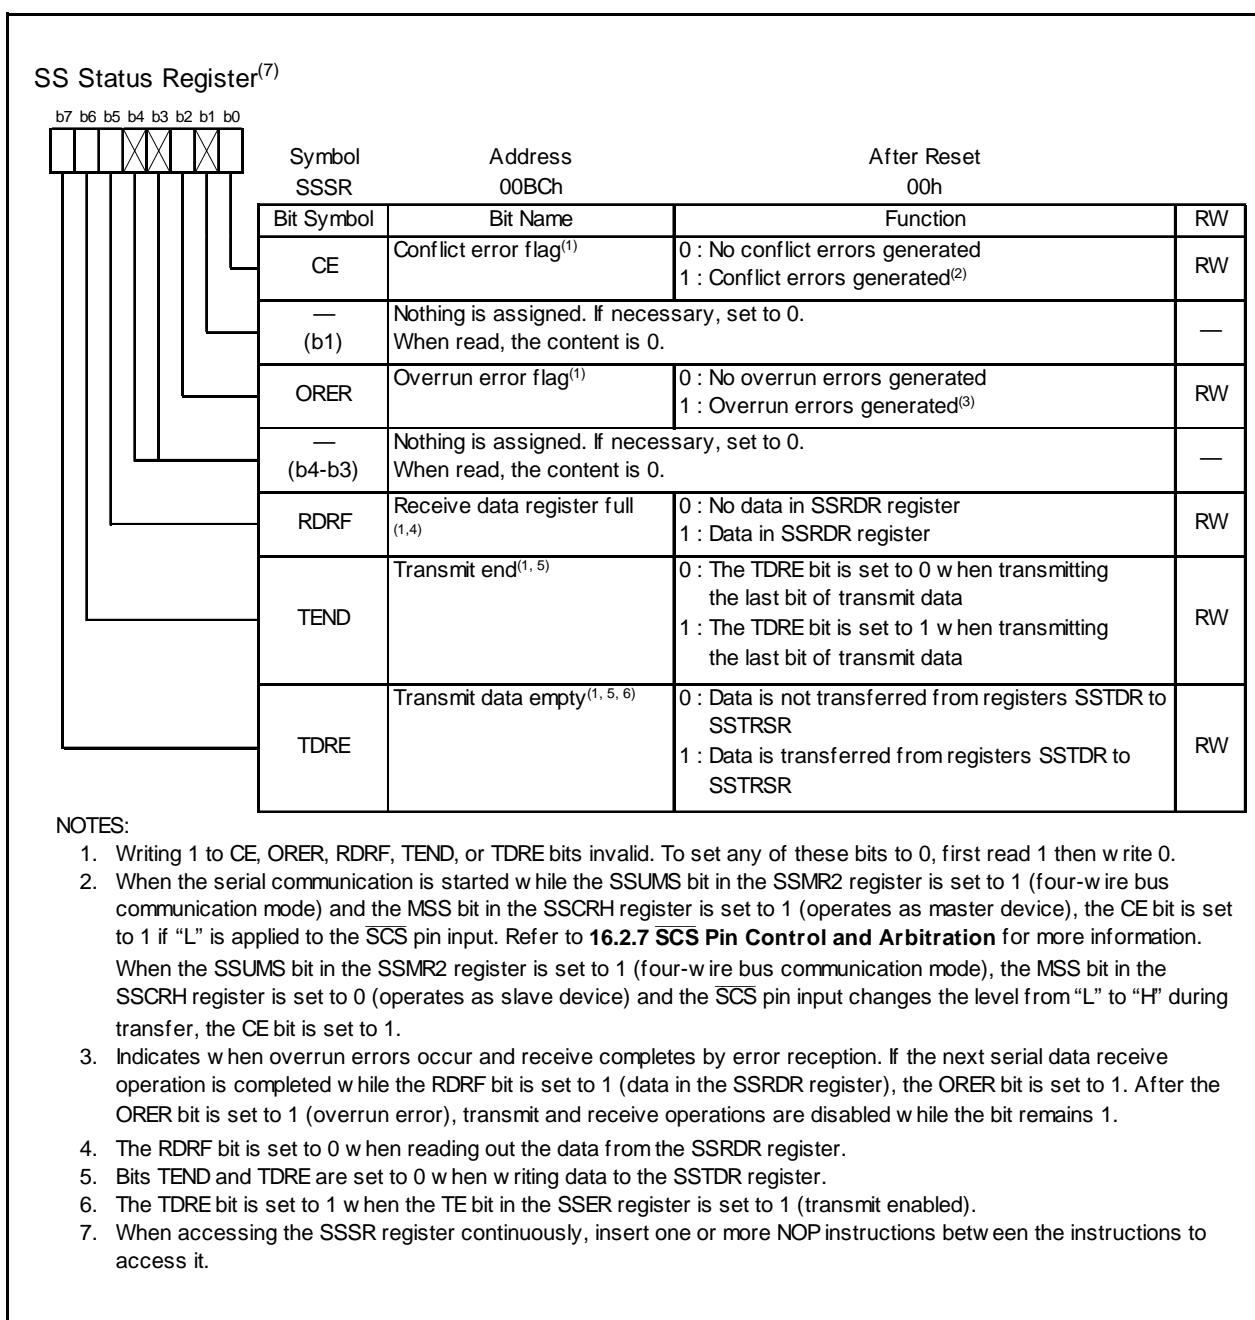 SS Status Register(7)
b7 b6 b5 b4 b3 b2 b1 b0
Symbol Address After Reset
SSSR 00BCh 00h
Bit Symbol Bit Name Function RW
CE Conflict error flag(1) 0 : No conflict errors generated RW
1 : Conflict errors generated(2)
— Nothing is assigned. If necessary, set to 0. —
(b1) When read, the content is 0.
ORER Overrun error flag(1) 0 : No overrun errors generated RW
1 : Overrun errors generated(3)
— Nothing is assigned. If necessary, set to 0. —
(b4-b3) When read, the content is 0.
RDRF Receive data register full 0 : No data in SSRDR register RW
(1,4) 1 : Data in SSRDR register
TEND Transmit end(1, 5) 0 : The TDRE bit is set to 0 when transmitting RW
the last bit of transmit data
1 : The TDRE bit is set to 1 when transmitting
the last bit of transmit data
TDRE Transmit data empty(1, 5, 6) 0 : Data is not transferred from registers SSTDR to RW
SSTRSR
1 : Data is transferred from registers SSTDR to
SSTRSR
NOTES:
1. Writing 1 to CE, ORER, RDRF, TEND, or TDRE bits invalid. To set any of these bits to 0, first read 1 then write 0.
2. When the serial communication is started while the SSUMS bit in the SSMR2 register is set to 1 (four-wire bus
communication mode) and the MSS bit in the SSCRH register is set to 1 (operates as master device), the CE bit is set
to 1 if “L” is applied to the S̅C̅S̅ pin input. Refer to 16.2.7 S̅C̅S̅ Pin Control and Arbitration for more information.
When the SSUMS bit in the SSMR2 register is set to 1 (four-wire bus communication mode), the MSS bit in the
SSCRH register is set to 0 (operates as slave device) and the S̅C̅S̅ pin input changes the level from “L” to “H” during
transfer, the CE bit is set to 1.
3. Indicates when overrun errors occur and receive completes by error reception. If the next serial data receive
operation is completed while the RDRF bit is set to 1 (data in the SSRDR register), the ORER bit is set to 1. After the
ORER bit is set to 1 (overrun error), transmit and receive operations are disabled while the bit remains 1.
4. The RDRF bit is set to 0 when reading out the data from the SSRDR register.
5. Bits TEND and TDRE are set to 0 when writing data to the SSTDR register.
6. The TDRE bit is set to 1 when the TE bit in the SSER register is set to 1 (transmit enabled).
7. When accessing the SSSR register continuously, insert one or more NOP instructions between the instructions to
access it.